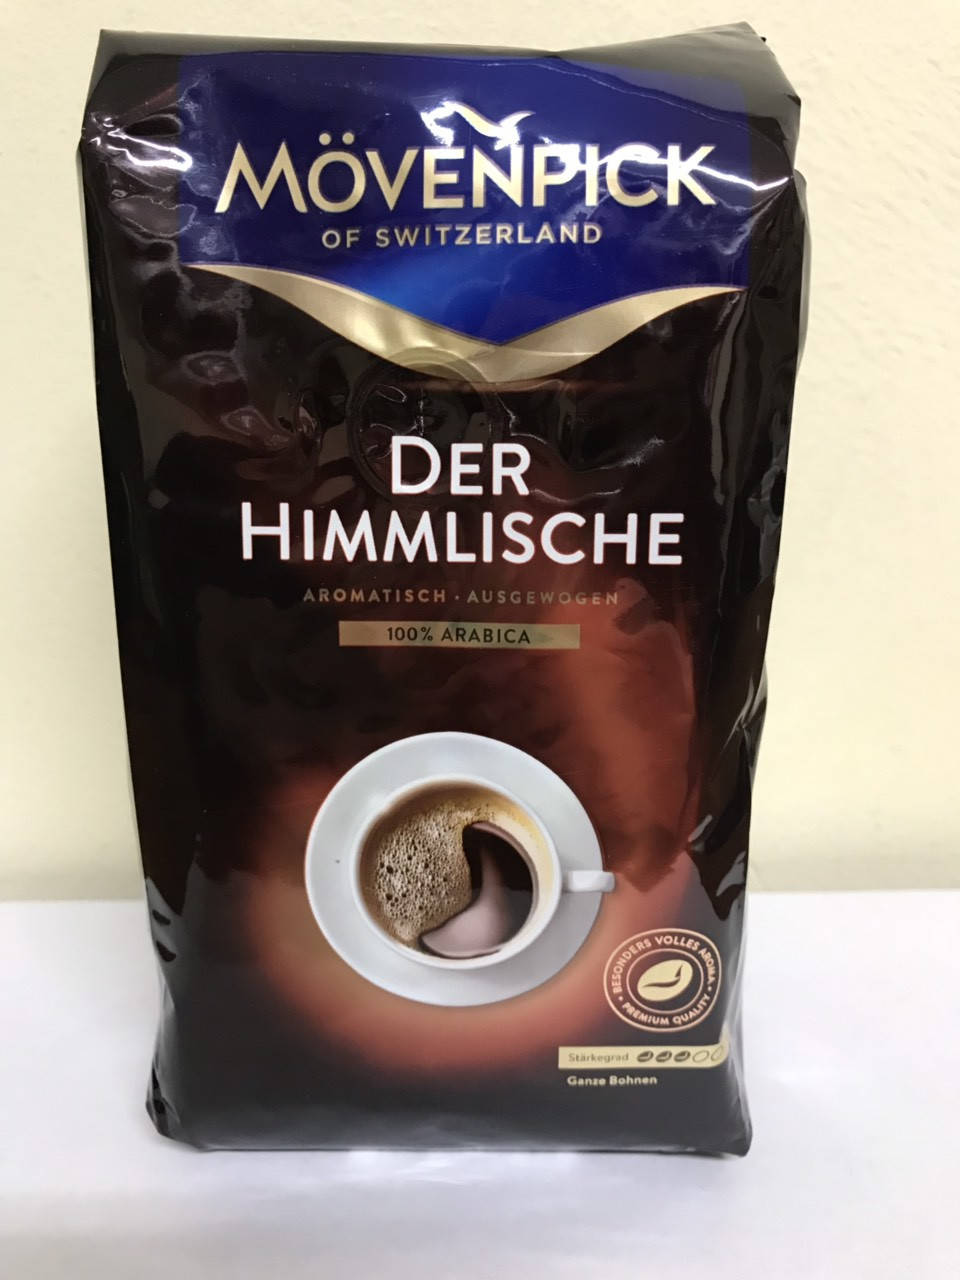 MÖVENPICK
OF SWITZERLAND
DER
HIMMLISCHE
AROMATISCH · AUSGEWOGEN
100% ARABICA
BESONDERS VOLLES AROMA
PREMIUM QUALITY
Stärkegrad
Ganze Bohnen